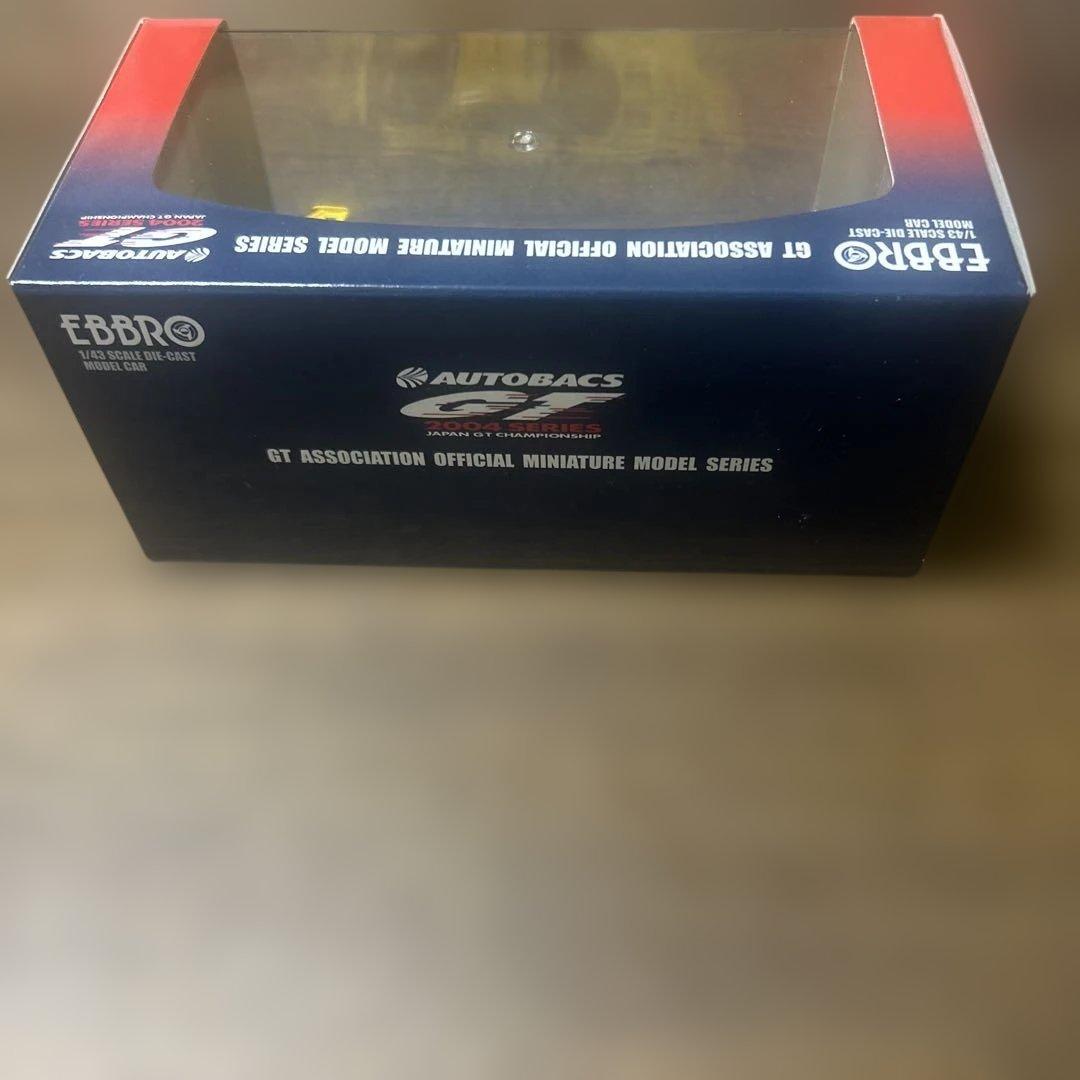 EBBRO
1/43 SCALE DIE-CAST
MODEL CAR
GT ASSOCIATION OFFICIAL MINIATURE MODEL SERIES
AUTOBACS
GT
2004 SERIES
JAPAN GT CHAMPIONSHIP
EBBRO
1/43 SCALE DIE-CAST
MODEL CAR
AUTOBACS
GT
2004 SERIES
JAPAN GT CHAMPIONSHIP
GT ASSOCIATION OFFICIAL MINIATURE MODEL SERIES